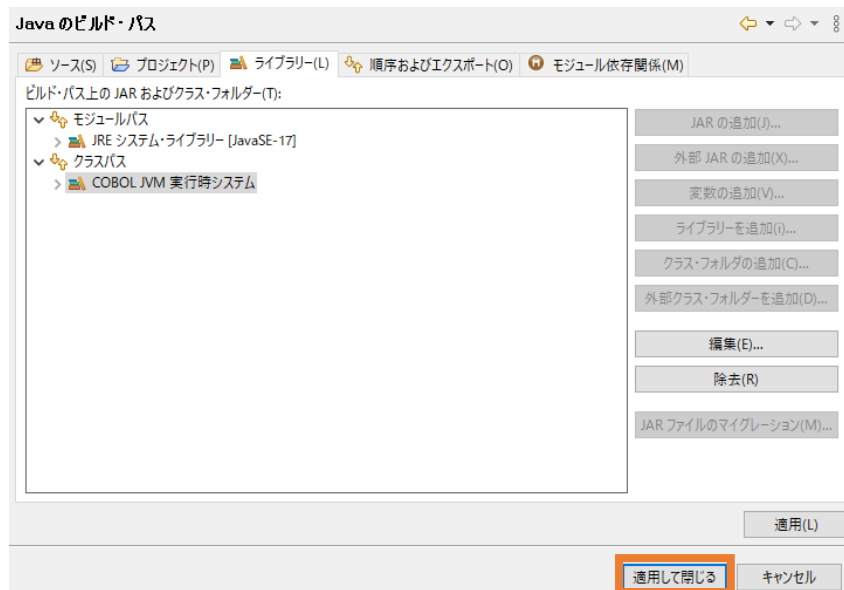 Java のビルド・パス
ソース(S) プロジェクト(P) ライブラリー(L) 順序およびエクスポート(O) モジュール依存関係(M)
ビルド・パス上の JAR およびクラス・フォルダー(T):
モジュールパス
JRE システム・ライブラリー [JavaSE-17]
クラスパス
COBOL JVM 実行時システム
JAR の追加(J)...
外部 JAR の追加(X)...
変数の追加(V)...
ライブラリーを追加(i)...
クラス・フォルダの追加(C)...
外部クラス・フォルダーを追加(D)...
編集(E)...
除去(R)
JAR ファイルのマイグレーション(M)...
適用(L)
適用して閉じる キャンセル